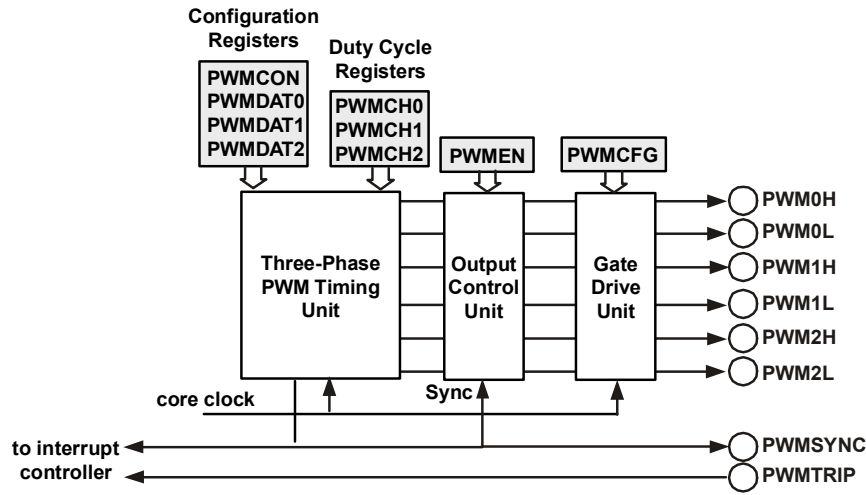 Configuration
Registers
PWMCON
PWMDAT0
PWMDAT1
PWMDAT2
Duty Cycle
Registers
PWMCH0
PWMCH1
PWMCH2
PWMEN
PWMCFG
Three-Phase
PWM Timing
Unit
Output
Control
Unit
Gate
Drive
Unit
PWM0H
PWM0L
PWM1H
PWM1L
PWM2H
PWM2L
core clock
Sync
to interrupt
controller
PWMSYNC
PWMTRIP